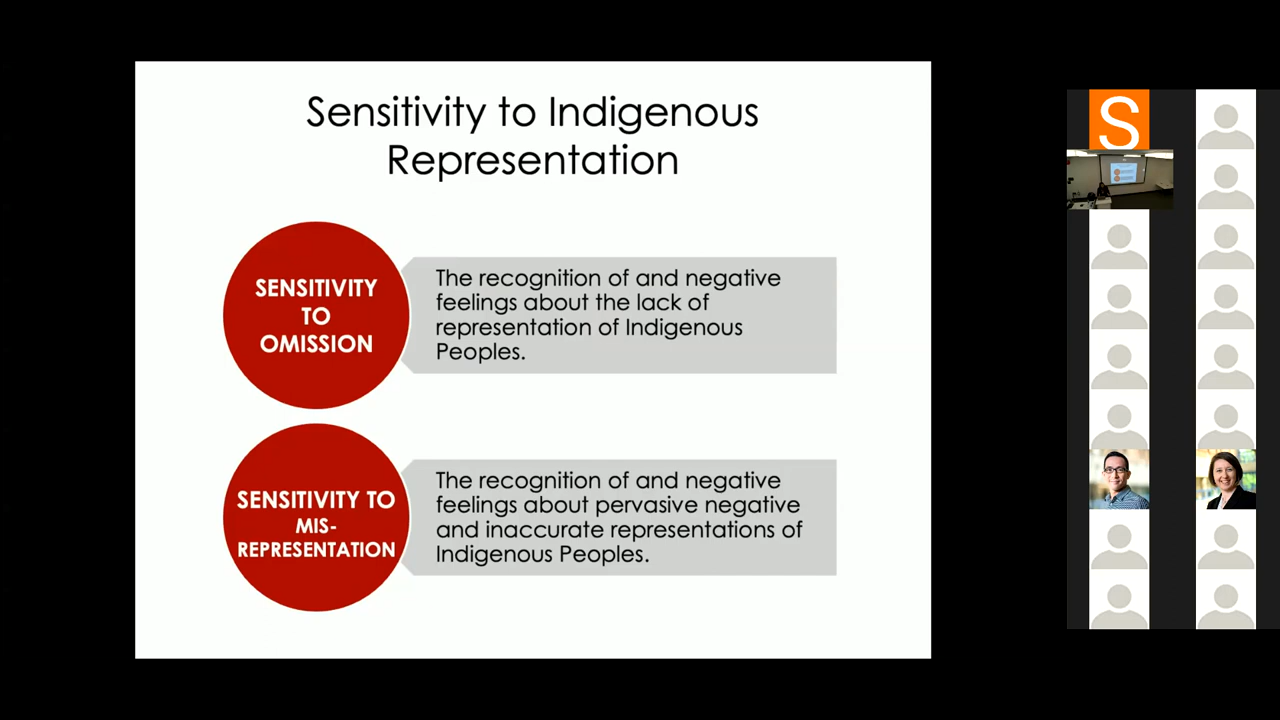 Sensitivity to Indigenous
Representation
SENSITIVITY
TO
OMISSION
The recognition of and negative
feelings about the lack of
representation of Indigenous
Peoples.
SENSITIVITY TO
MIS-
REPRESENTATION
The recognition of and negative
feelings about pervasive negative
and inaccurate representations of
Indigenous Peoples.
S